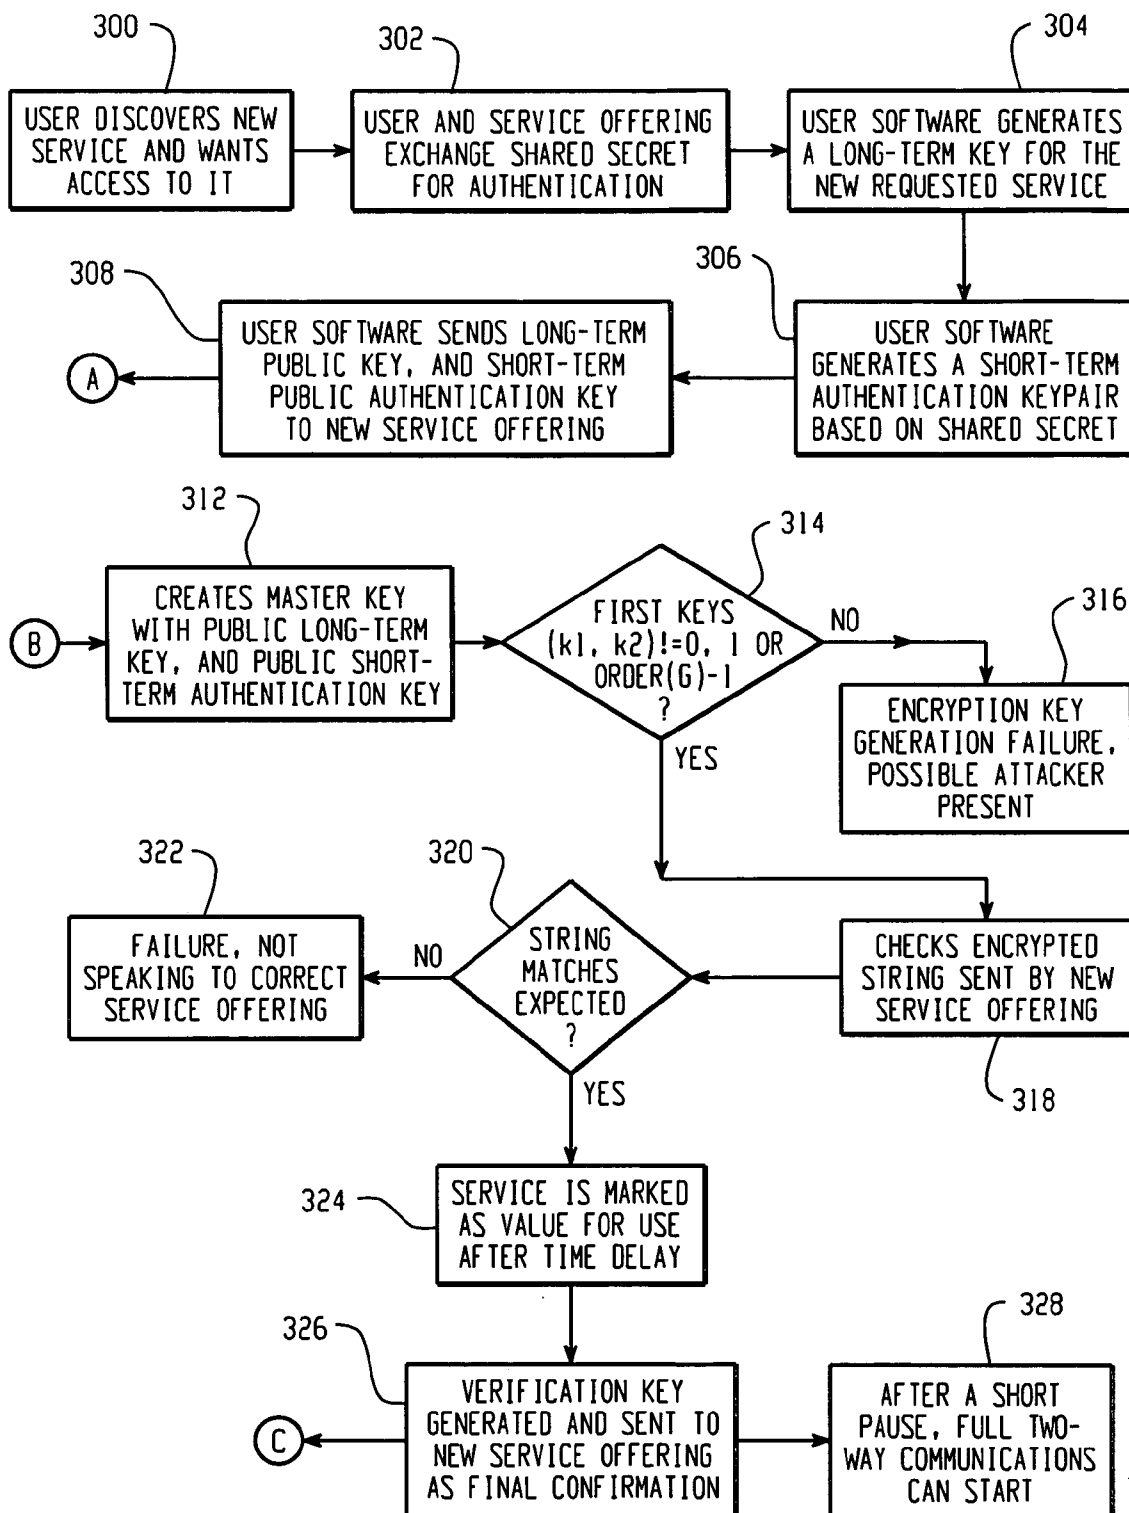 300
302
304
USER DISCOVERS NEW
SERVICE AND WANTS
ACCESS TO IT
USER AND SERVICE OFFERING
EXCHANGE SHARED SECRET
FOR AUTHENTICATION
USER SOFTWARE GENERATES
A LONG-TERM KEY FOR THE
NEW REQUESTED SERVICE
308
306
A
USER SOFTWARE SENDS LONG-TERM
PUBLIC KEY, AND SHORT-TERM
PUBLIC AUTHENTICATION KEY
TO NEW SERVICE OFFERING
USER SOFTWARE
GENERATES A SHORT-TERM
AUTHENTICATION KEYPAIR
BASED ON SHARED SECRET
312
314
316
B
CREATES MASTER KEY
WITH PUBLIC LONG-TERM
KEY, AND PUBLIC SHORT-
TERM AUTHENTICATION KEY
FIRST KEYS
(k1, k2)!=0, 1 OR
ORDER(G)-1
?
NO
YES
ENCRYPTION KEY
GENERATION FAILURE,
POSSIBLE ATTACKER
PRESENT
322
320
FAILURE, NOT
SPEAKING TO CORRECT
SERVICE OFFERING
NO
STRING
MATCHES
EXPECTED
?
YES
CHECKS ENCRYPTED
STRING SENT BY NEW
SERVICE OFFERING
318
324
SERVICE IS MARKED
AS VALUE FOR USE
AFTER TIME DELAY
326
328
C
VERIFICATION KEY
GENERATED AND SENT TO
NEW SERVICE OFFERING
AS FINAL CONFIRMATION
AFTER A SHORT
PAUSE, FULL TWO-
WAY COMMUNICATIONS
CAN START